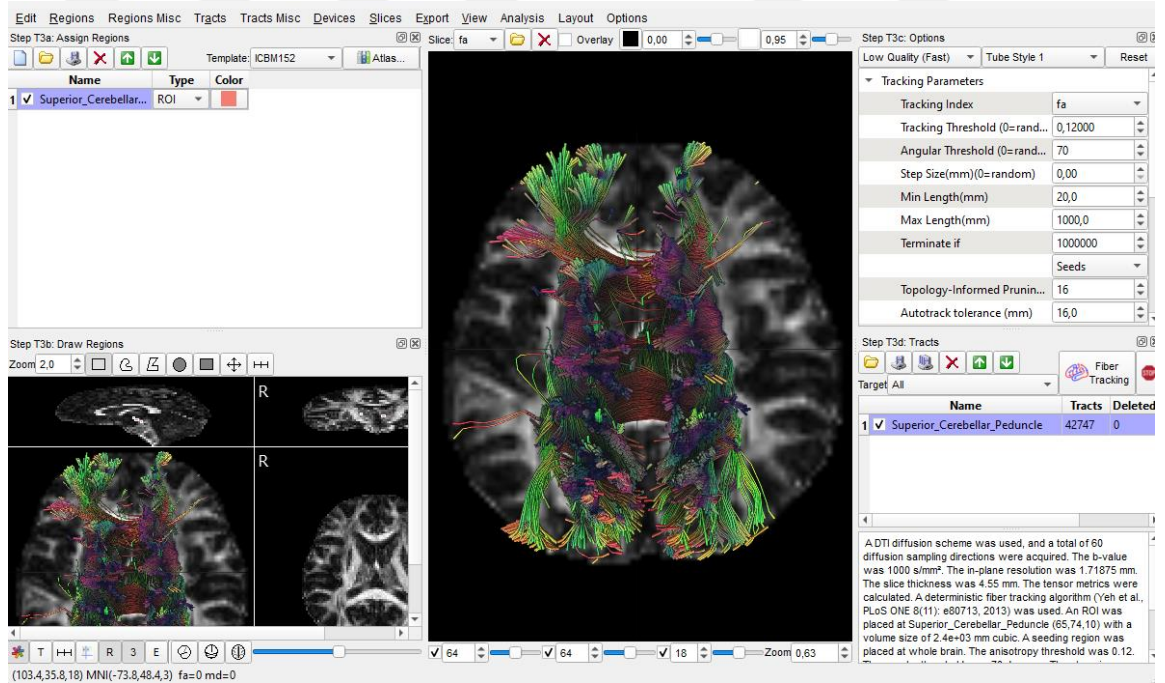 Edit Regions Regions Misc Tracts Tracts Misc Devices Slices Export View Analysis Layout Options
Step T3a: Assign Regions
Template: ICBM152 Atlas...
Name Type Color
1 Superior_Cerebellar... ROI
Step T3b: Draw Regions
Zoom 2,0
R
R
T R 3 E
(103.4,35.8,18) MNI(-73.8,48.4,3) fa=0 md=0
Slice: fa Overlay 0,00 0,95
64 64 18 Zoom 0,63
Step T3c: Options
Low Quality (Fast) Tube Style 1 Reset
Tracking Parameters
Tracking Index fa
Tracking Threshold (0=rand... 0,12000
Angular Threshold (0=rand... 70
Step Size(mm)(0=random) 0,00
Min Length(mm) 20,0
Max Length(mm) 1000,0
Terminate if 1000000
Seeds
Topology-Informed Prunin... 16
Autotrack tolerance (mm) 16,0
Step T3d: Tracts
Fiber Tracking STOP
Target All
Name Tracts Deleted
1 Superior_Cerebellar_Peduncle 42747 0
A DTI diffusion scheme was used, and a total of 60
diffusion sampling directions were acquired. The b-value
was 1000 s/mm². The in-plane resolution was 1.71875 mm.
The slice thickness was 4.55 mm. The tensor metrics were
calculated. A deterministic fiber tracking algorithm (Yeh et al.,
PLoS ONE 8(11): e80713, 2013) was used. An ROI was
placed at Superior_Cerebellar_Peduncle (65,74,10) with a
volume size of 2.4e+03 mm cubic. A seeding region was
placed at whole brain. The anisotropy threshold was 0.12.